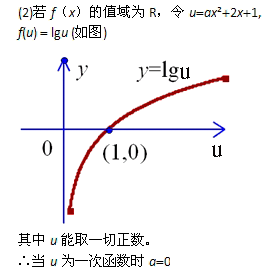 (2)若 f（x）的值域为 R，令 u=ax²+2x+1,
f(u)＝lgu (如图)
y
y=lgu
0
(1,0)
u
其中 u 能取一切正数。
∴当 u 为一次函数时 a=0